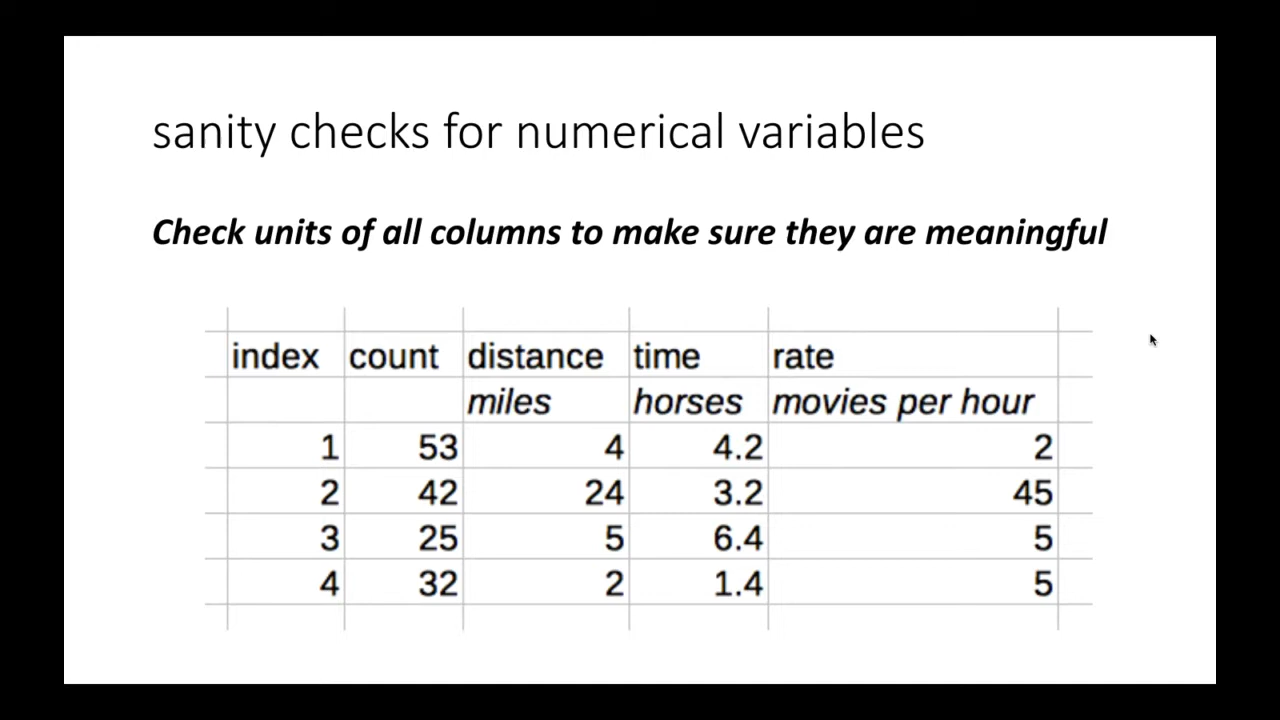 sanity checks for numerical variables
Check units of all columns to make sure they are meaningful
index count distance time rate
miles horses movies per hour
1 53 4 4.2 2
2 42 24 3.2 45
3 25 5 6.4 5
4 32 2 1.4 5